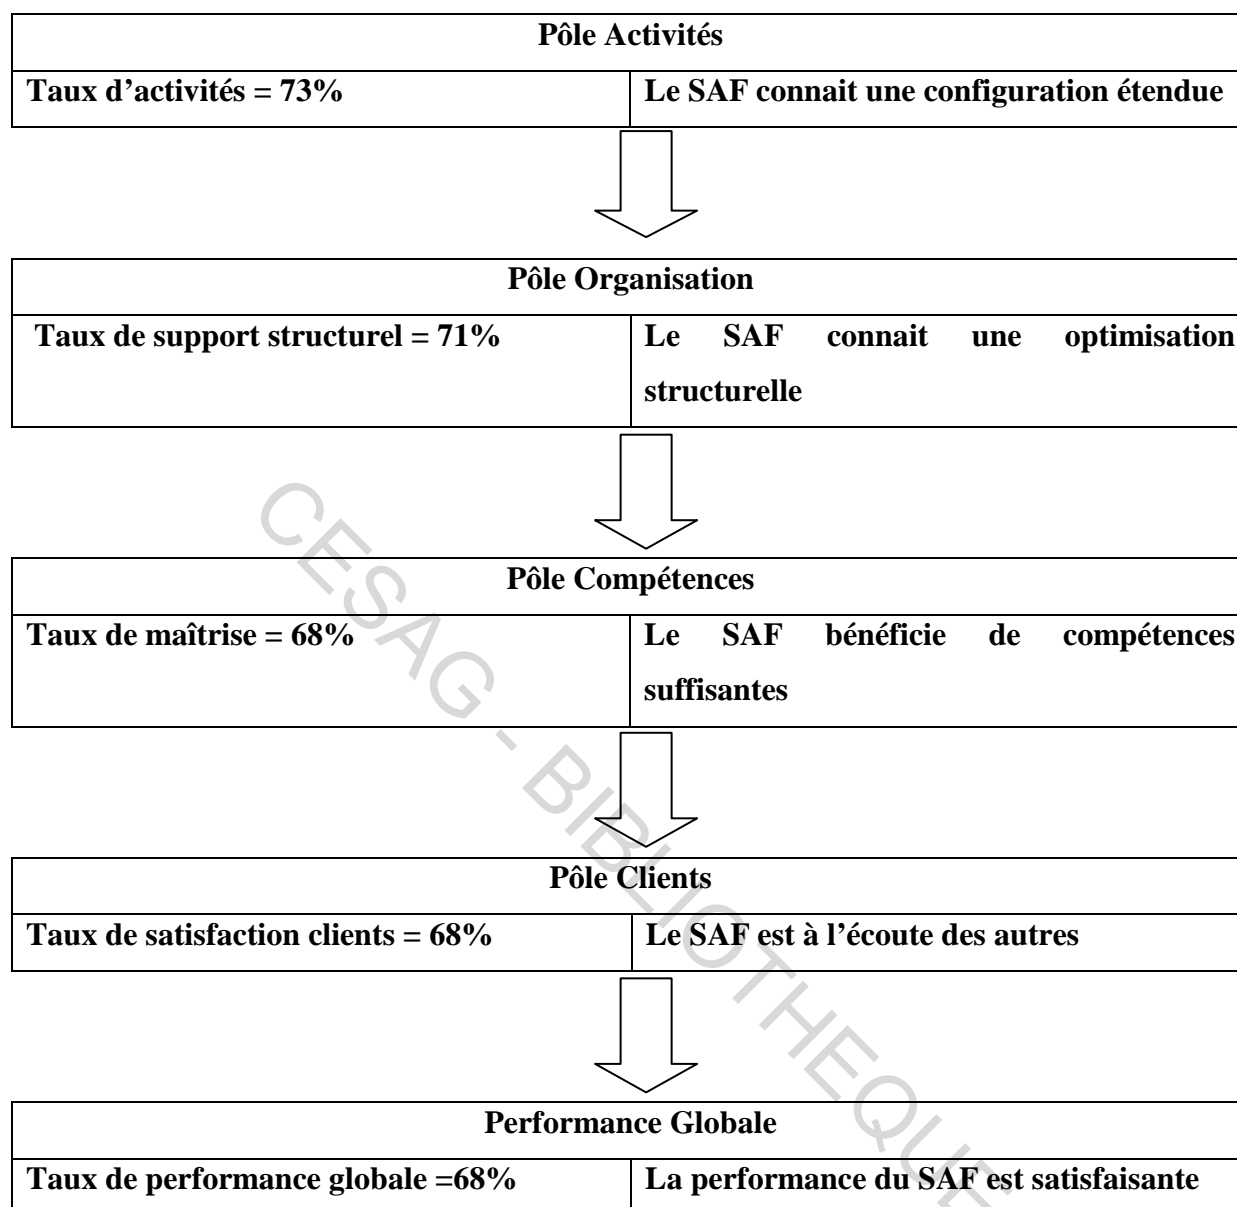 Pôle Activités
Taux d’activités = 73%
Le SAF connait une configuration étendue
Pôle Organisation
Taux de support structurel = 71%
Le SAF connait une optimisation
structurelle
Pôle Compétences
Taux de maîtrise = 68%
Le SAF bénéficie de compétences
suffisantes
Pôle Clients
Taux de satisfaction clients = 68%
Le SAF est à l’écoute des autres
Performance Globale
Taux de performance globale =68%
La performance du SAF est satisfaisante
CESAG - BIBLIOTHEQUE